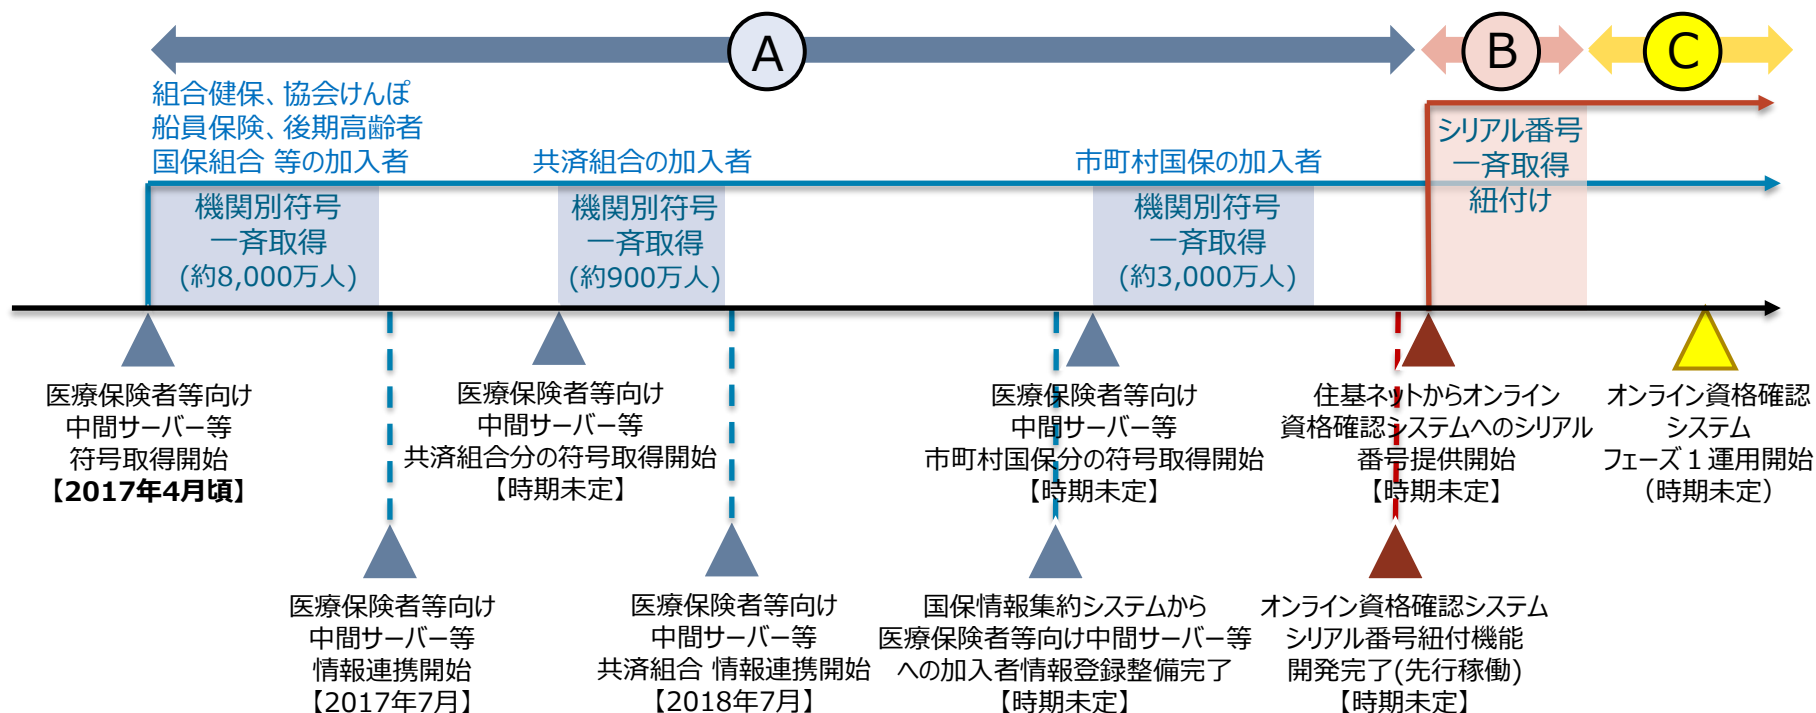 A
B
C
組合健保、協会けんぽ
船員保険、後期高齢者
国保組合 等の加入者
共済組合の加入者
市町村国保の加入者
機関別符号
一斉取得
(約8,000万人)
機関別符号
一斉取得
(約900万人)
機関別符号
一斉取得
(約3,000万人)
シリアル番号
一斉取得
紐付け
医療保険者等向け
中間サーバー等
符号取得開始
【2017年4月頃】
医療保険者等向け
中間サーバー等
共済組合分の符号取得開始
【時期未定】
医療保険者等向け
中間サーバー等
市町村国保分の符号取得開始
【時期未定】
住基ネットからオンライン
資格確認システムへのシリアル
番号提供開始
【時期未定】
オンライン資格確認
システム
フェーズ１運用開始
（時期未定）
医療保険者等向け
中間サーバー等
情報連携開始
【2017年7月】
医療保険者等向け
中間サーバー等
共済組合 情報連携開始
【2018年7月】
国保情報集約システムから
医療保険者等向け中間サーバー等
への加入者情報登録整備完了
【時期未定】
オンライン資格確認システム
シリアル番号紐付機能
開発完了(先行稼働)
【時期未定】